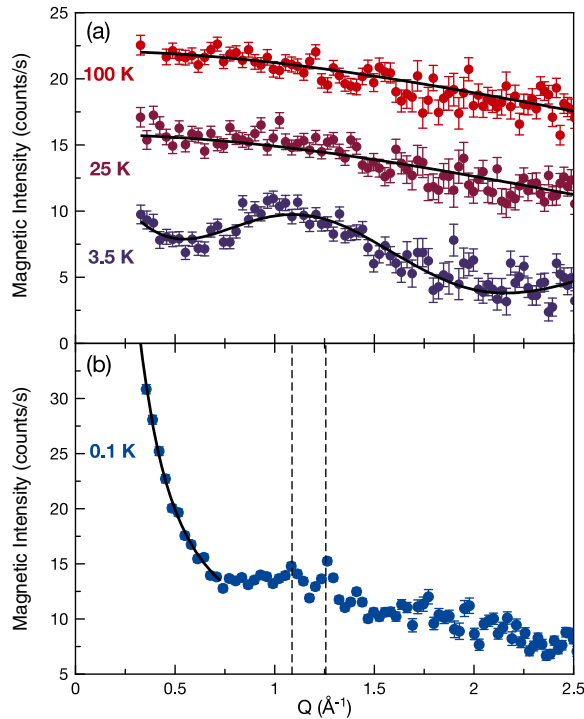 25
(a)
20
100 K
15
25 K
10
3.5 K
5
0
Magnetic Intensity (counts/s)
(b)
30
0.1 K
25
20
15
10
5
Magnetic Intensity (counts/s)
0 0.5 1 1.5 2 2.5
Q (Å⁻¹)